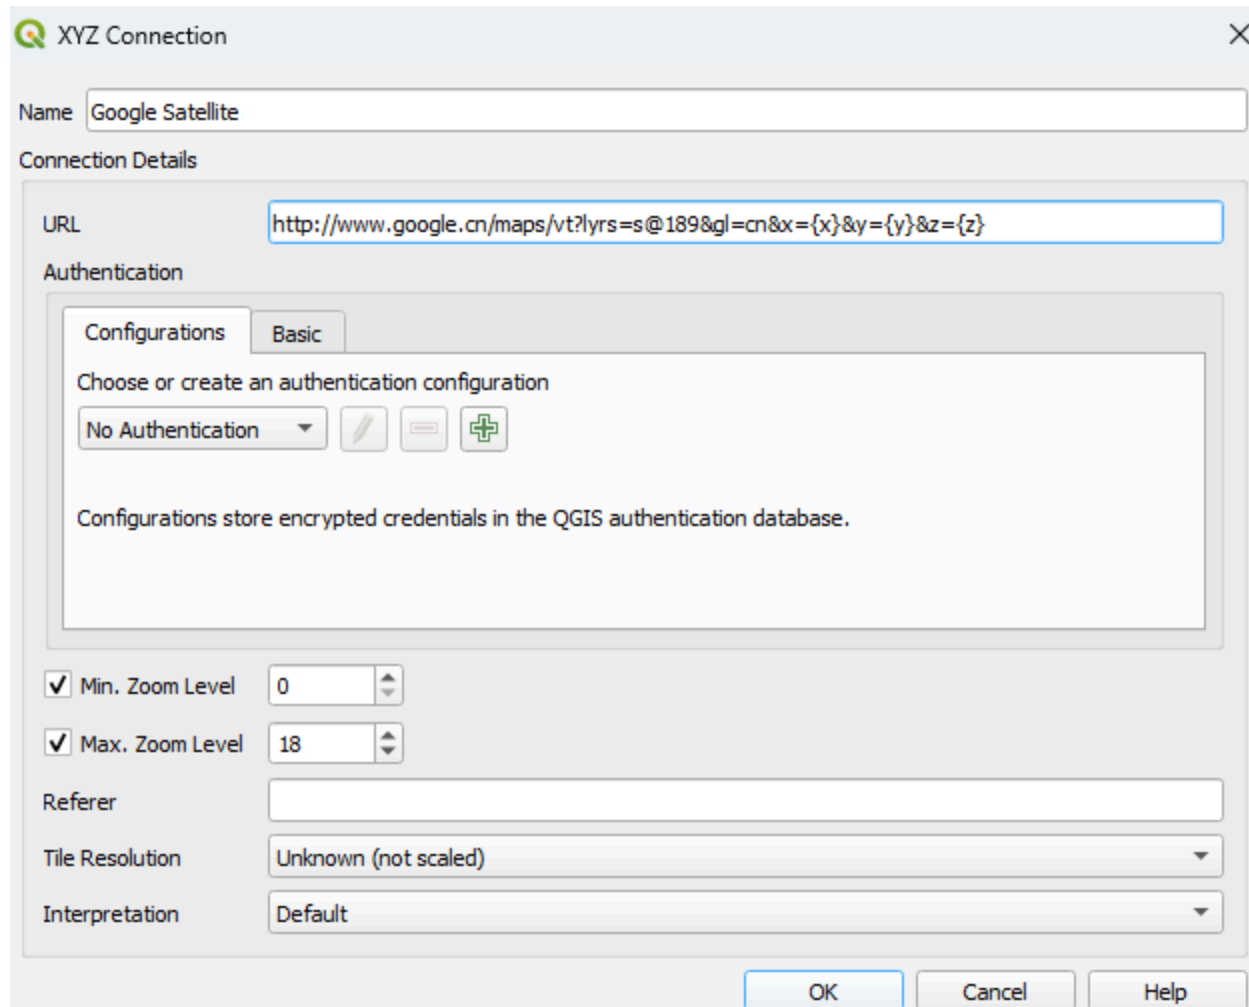 XYZ Connection
Name Google Satellite
Connection Details
URL http://www.google.cn/maps/vt?lyrs=s@189&gl=cn&x={x}&y={y}&z={z}
Authentication
Configurations Basic
Choose or create an authentication configuration
No Authentication
Configurations store encrypted credentials in the QGIS authentication database.
Min. Zoom Level 0
Max. Zoom Level 18
Referer
Tile Resolution Unknown (not scaled)
Interpretation Default
OK Cancel Help